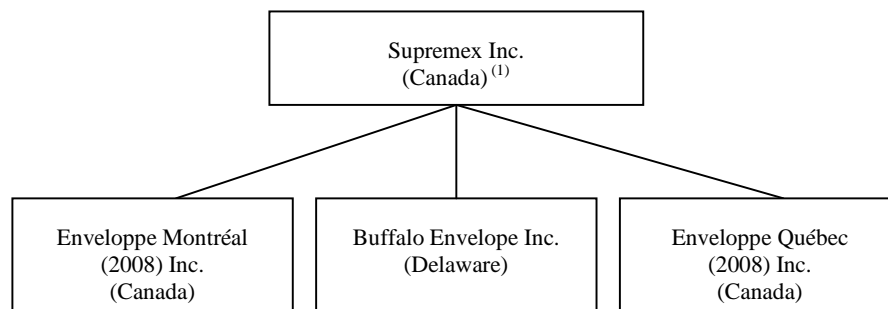 Supremex Inc.
(Canada) (1)
Enveloppe Montréal
(2008) Inc.
(Canada)
Buffalo Envelope Inc.
(Delaware)
Enveloppe Québec
(2008) Inc.
(Canada)